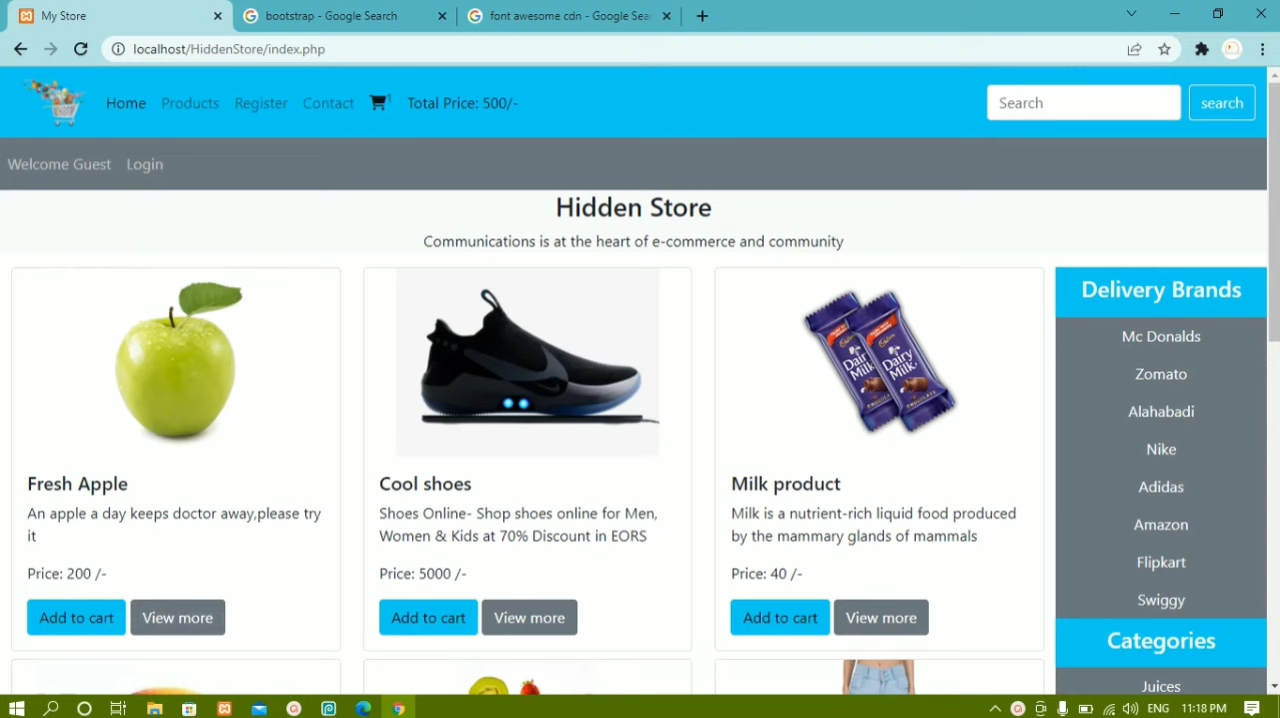 My Store
bootstrap - Google Search
font awesome cdn - Google Sea
localhost/HiddenStore/index.php
Home Products Register Contact 1 Total Price: 500/-
Search search
Welcome Guest Login
Hidden Store
Communications is at the heart of e-commerce and community
Dairy Milk
Dairy Milk
Fresh Apple
An apple a day keeps doctor away,please try
it
Price: 200 /-
Add to cart View more
Cool shoes
Shoes Online- Shop shoes online for Men,
Women & Kids at 70% Discount in EORS
Price: 5000 /-
Add to cart View more
Milk product
Milk is a nutrient-rich liquid food produced
by the mammary glands of mammals
Price: 40 /-
Add to cart View more
Delivery Brands
Mc Donalds
Zomato
Alahabadi
Nike
Adidas
Amazon
Flipkart
Swiggy
Categories
Juices
ENG 11:18 PM